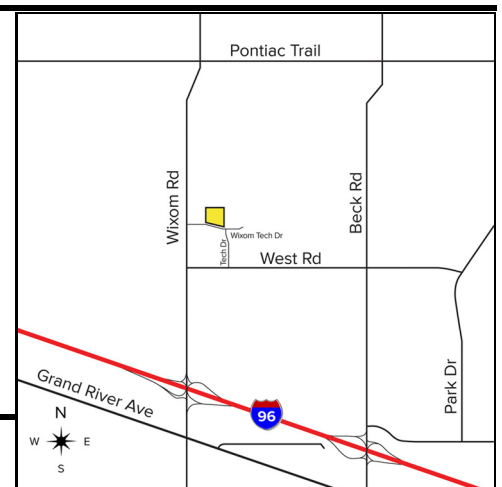 Pontiac Trail
Wixom Rd
Beck Rd
Wixom Tech Dr
Tech Dr
West Rd
Park Dr
Grand River Ave
96
N
W E
S